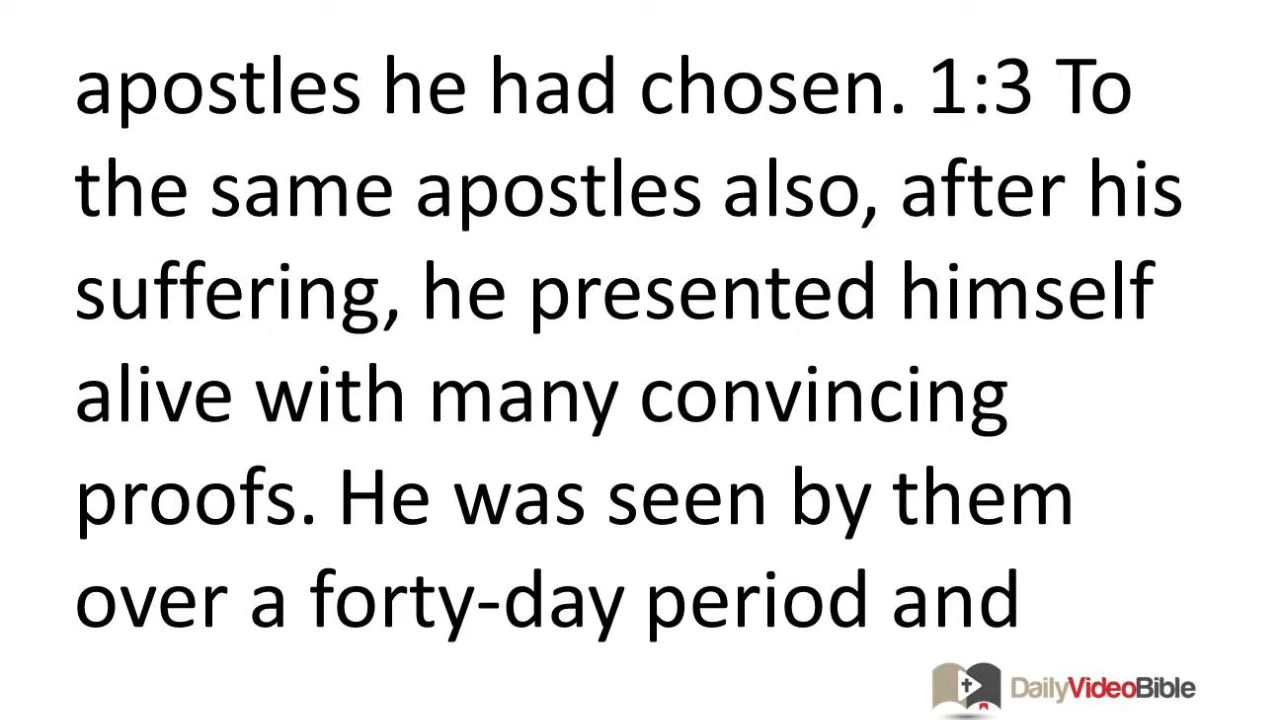 apostles he had chosen. 1:3 To
the same apostles also, after his
suffering, he presented himself
alive with many convincing
proofs. He was seen by them
over a forty-day period and
DailyVideoBible